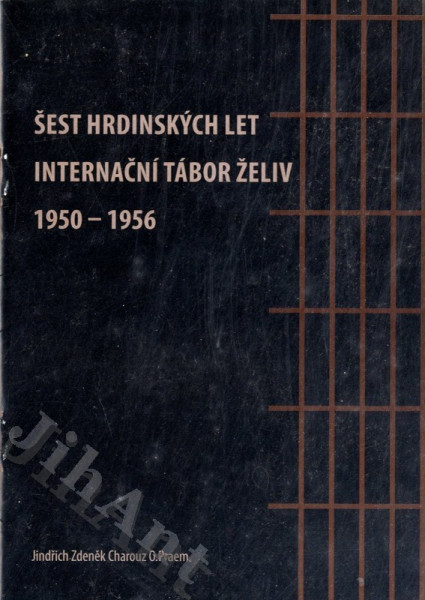 ŠEST HRDINSKÝCH LET
INTERNAČNÍ TÁBOR ŽELIV
1950 – 1956
JihAnt
Jindřich Zdeněk Charouz O.Praem.